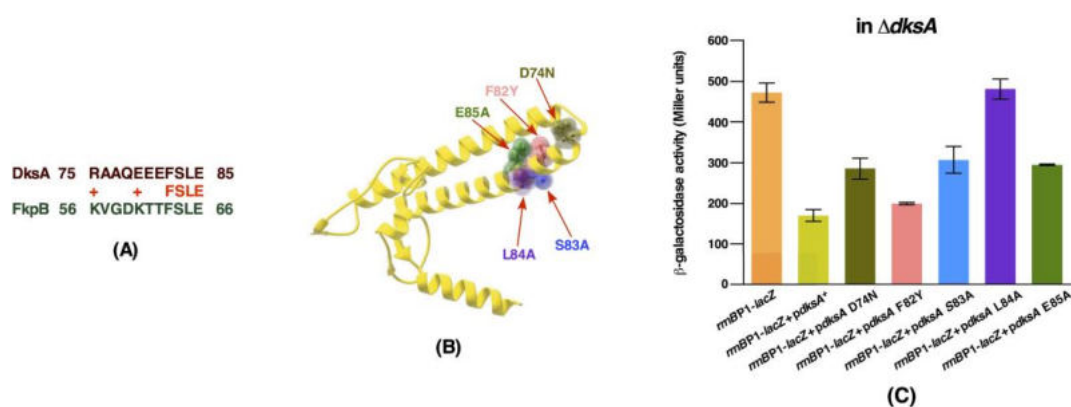 DksA 75 RAAQEEEFSLE 85
+ + FSLE
FkpB 56 KVGDKTTFSLE 66
(A)
D74N
F82Y
E85A
L84A
S83A
(B)
in ΔdksA
β-galactosidase activity (Miller units)
600
500
400
300
200
100
0
rrnBP1-lacZ
rrnBP1-lacZ+pdksA⁺
rrnBP1-lacZ+pdksA D74N
rrnBP1-lacZ+pdksA F82Y
rrnBP1-lacZ+pdksA S83A
rrnBP1-lacZ+pdksA L84A
rrnBP1-lacZ+pdksA E85A
(C)